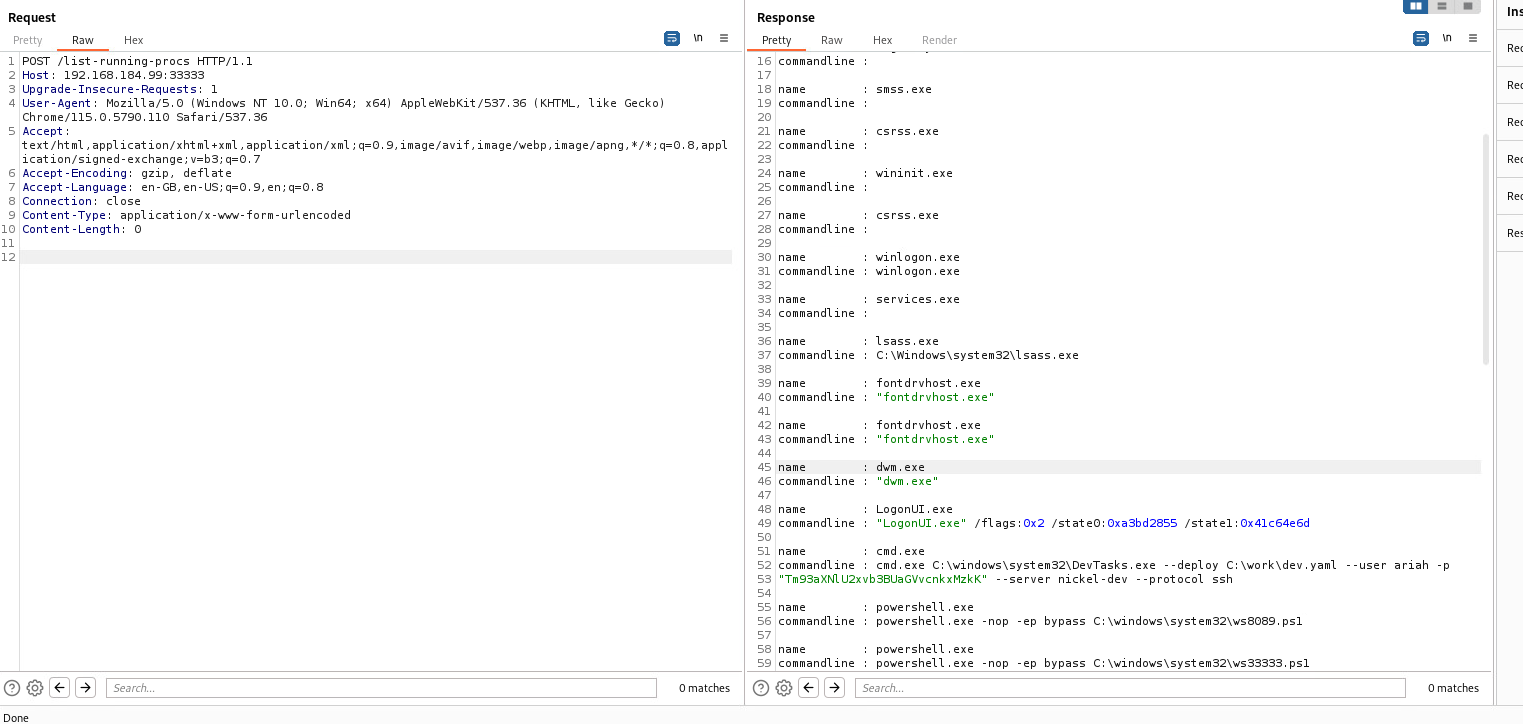 Request
Pretty Raw Hex \n
1 POST /list-running-procs HTTP/1.1
2 Host: 192.168.184.99:33333
3 Upgrade-Insecure-Requests: 1
4 User-Agent: Mozilla/5.0 (Windows NT 10.0; Win64; x64) AppleWebKit/537.36 (KHTML, like Gecko)
Chrome/115.0.5790.110 Safari/537.36
5 Accept:
text/html,application/xhtml+xml,application/xml;q=0.9,image/avif,image/webp,image/apng,*/*;q=0.8,appl
ication/signed-exchange;v=b3;q=0.7
6 Accept-Encoding: gzip, deflate
7 Accept-Language: en-GB,en-US;q=0.9,en;q=0.8
8 Connection: close
9 Content-Type: application/x-www-form-urlencoded
10 Content-Length: 0
11
12
Search... 0 matches
Response
Pretty Raw Hex Render \n
16 commandline :
17
18 name : smss.exe
19 commandline :
20
21 name : csrss.exe
22 commandline :
23
24 name : wininit.exe
25 commandline :
26
27 name : csrss.exe
28 commandline :
29
30 name : winlogon.exe
31 commandline : winlogon.exe
32
33 name : services.exe
34 commandline :
35
36 name : lsass.exe
37 commandline : C:\Windows\system32\lsass.exe
38
39 name : fontdrvhost.exe
40 commandline : "fontdrvhost.exe"
41
42 name : fontdrvhost.exe
43 commandline : "fontdrvhost.exe"
44
45 name : dwm.exe
46 commandline : "dwm.exe"
47
48 name : LogonUI.exe
49 commandline : "LogonUI.exe" /flags:0x2 /state0:0xa3bd2855 /state1:0x41c64e6d
50
51 name : cmd.exe
52 commandline : cmd.exe C:\windows\system32\DevTasks.exe --deploy C:\work\dev.yaml --user ariah -p
53 "Tm93aXNlU2xvb3BUaGVvcnkxMzkK" --server nickel-dev --protocol ssh
54
55 name : powershell.exe
56 commandline : powershell.exe -nop -ep bypass C:\windows\system32\ws8089.ps1
57
58 name : powershell.exe
59 commandline : powershell.exe -nop -ep bypass C:\windows\system32\ws33333.ps1
Search... 0 matches
Ins
Rec
Rec
Rec
Rec
Rec
Res
Done